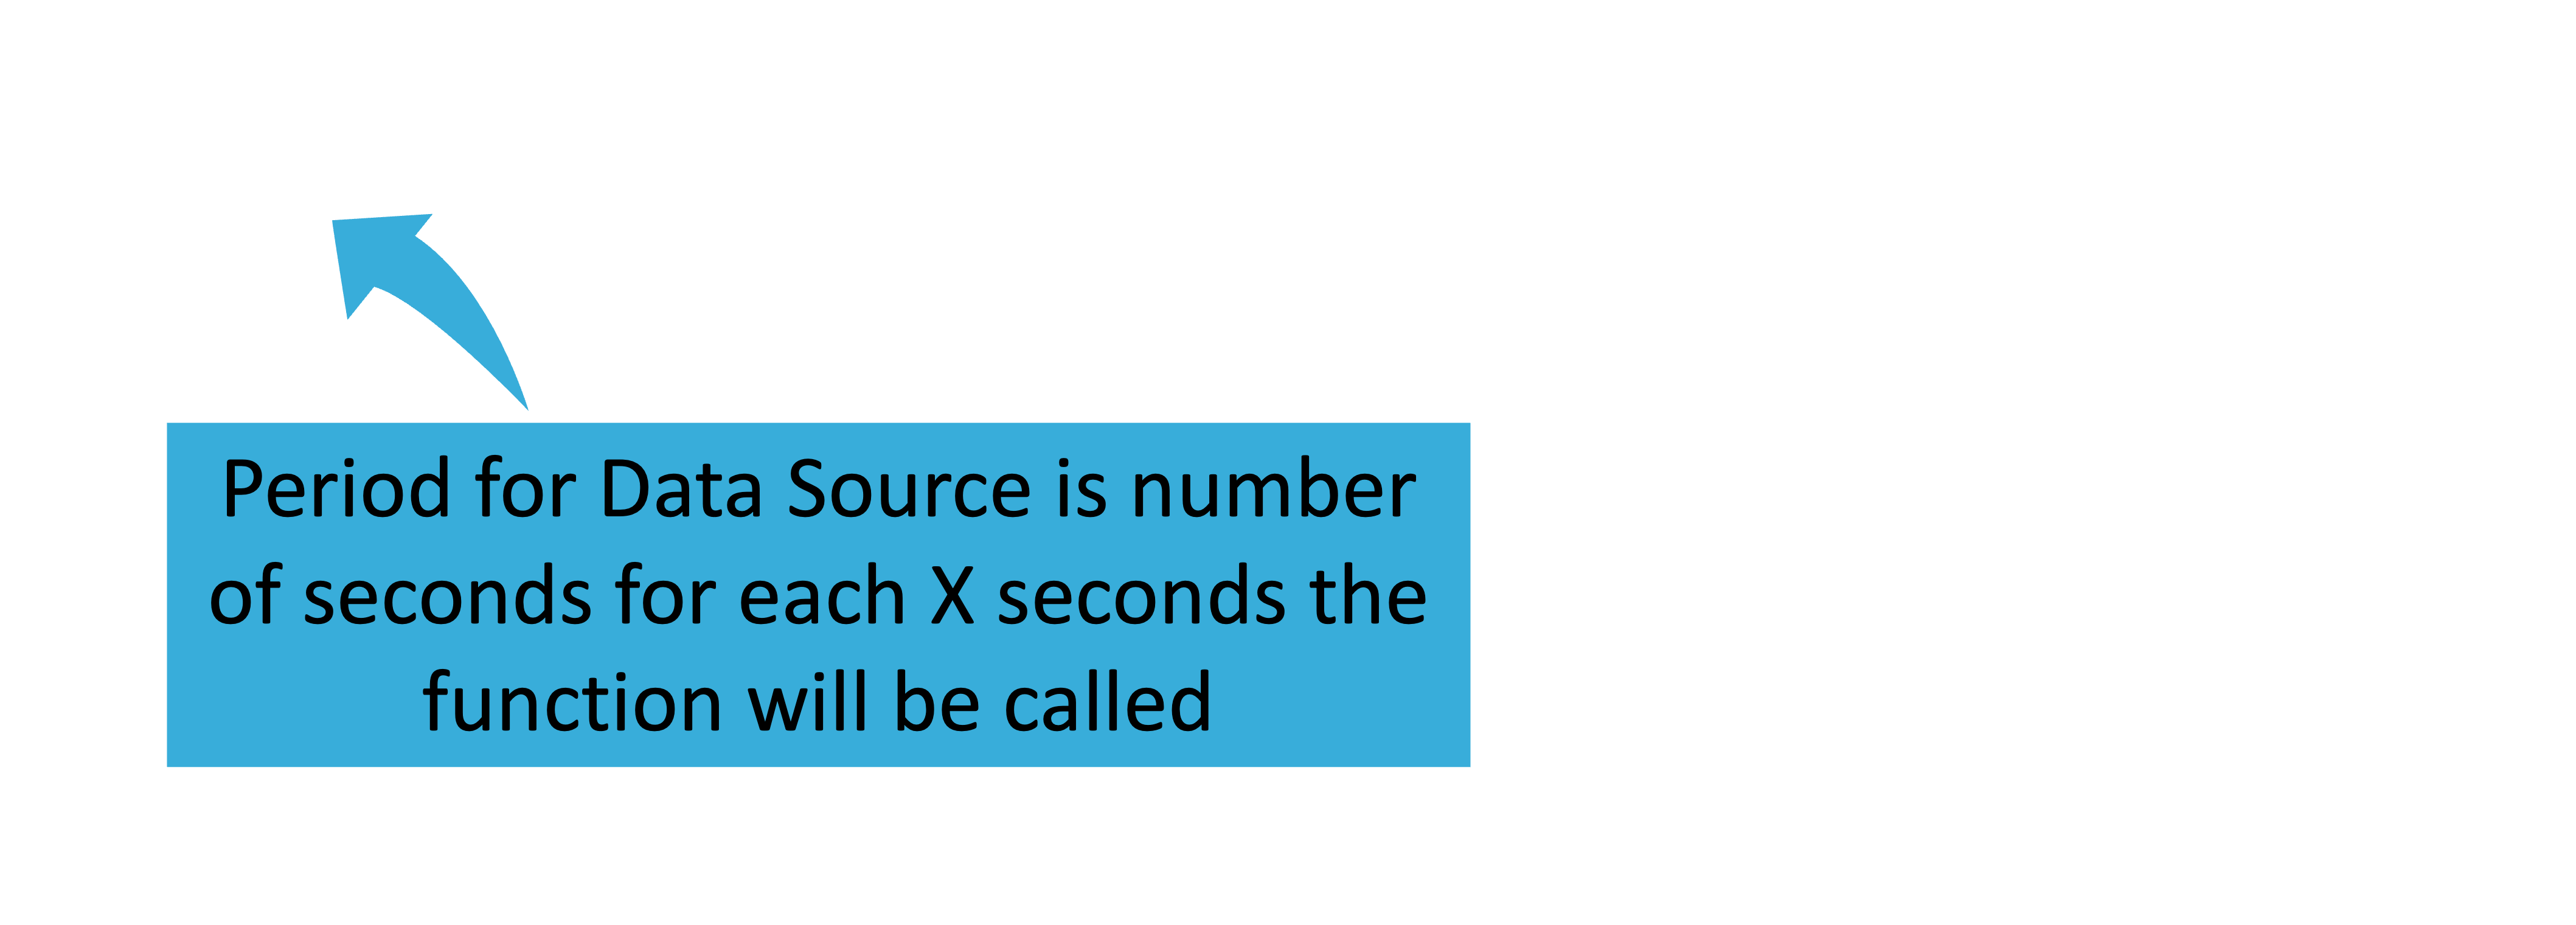 Period for Data Source is number
of seconds for each X seconds the
function will be called